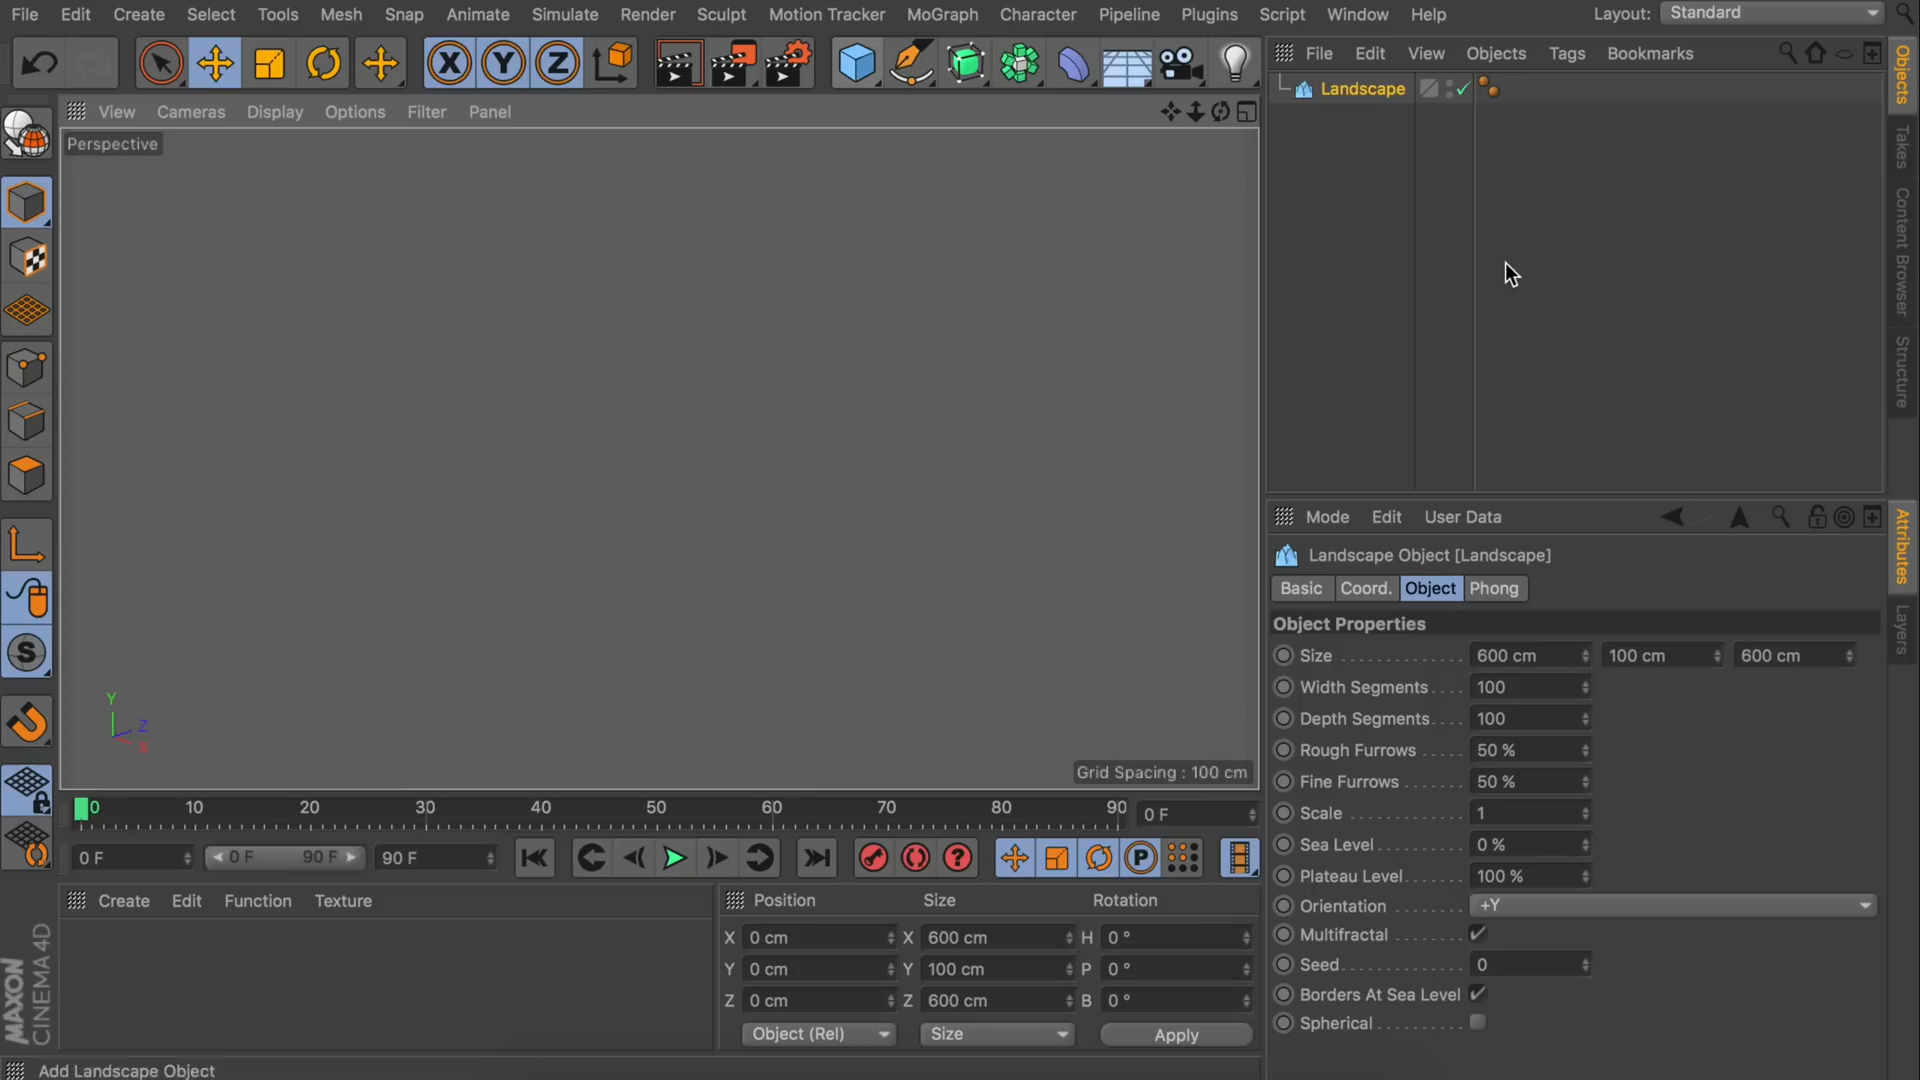 File Edit Create Select Tools Mesh Snap Animate Simulate Render Sculpt Motion Tracker MoGraph Character Pipeline Plugins Script Window Help Layout: Standard
File Edit View Objects Tags Bookmarks
Landscape
View Cameras Display Options Filter Panel
Perspective
Y
Z
X
Grid Spacing : 100 cm
0 10 20 30 40 50 60 70 80 90 0 F
0 F 0 F 90 F 90 F
Create Edit Function Texture
Position Size Rotation
X 0 cm X 600 cm H 0 °
Y 0 cm Y 100 cm P 0 °
Z 0 cm Z 600 cm B 0 °
Object (Rel) Size Apply
Add Landscape Object
MAXON
CINEMA 4D
Mode Edit User Data
Landscape Object [Landscape]
Basic Coord. Object Phong
Object Properties
Size 600 cm 100 cm 600 cm
Width Segments 100
Depth Segments 100
Rough Furrows 50 %
Fine Furrows 50 %
Scale 1
Sea Level 0 %
Plateau Level 100 %
Orientation +Y
Multifractal
Seed 0
Borders At Sea Level
Spherical
Objects
Takes
Content Browser
Structure
Attributes
Layers